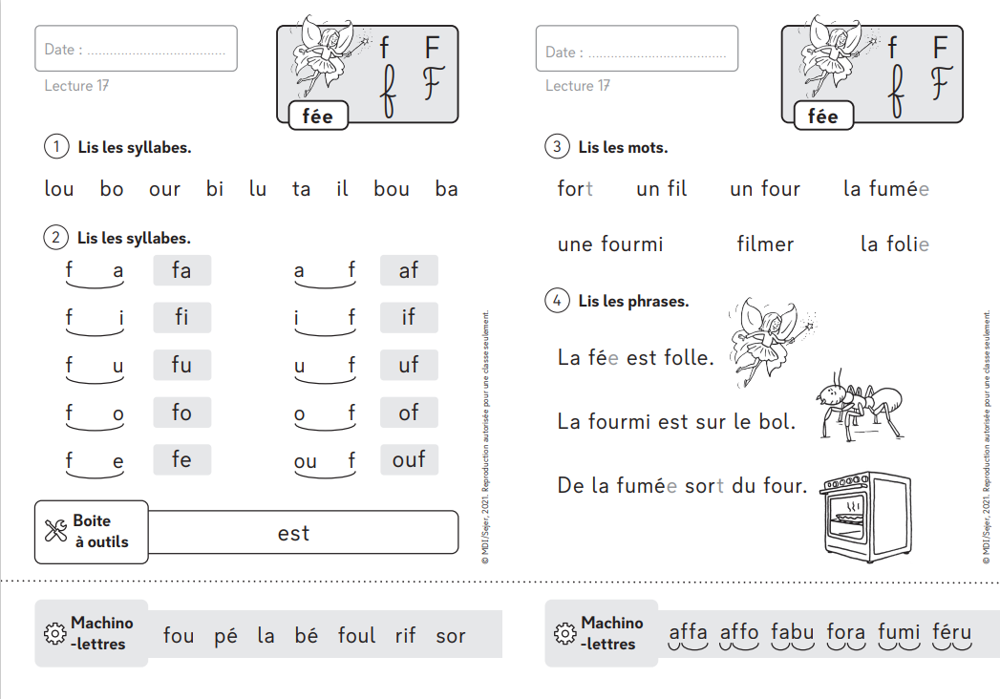 Date : ......................................
Lecture 17
f F
f F
fée
1 Lis les syllabes.
lou bo our bi lu ta il bou ba
2 Lis les syllabes.
f a fa a f af
f i fi i f if
f u fu u f uf
f o fo o f of
f e fe ou f ouf
Boite à outils
est
© MDI/Sejer, 2021. Reproduction autorisée pour une classe seulement.
Machino
-lettres
fou pé la bé foul rif sor
Date : ......................................
Lecture 17
f F
f F
fée
3 Lis les mots.
fort un fil un four la fumée
une fourmi filmer la folie
4 Lis les phrases.
La fée est folle.
La fourmi est sur le bol.
De la fumée sort du four.
© MDI/Sejer, 2021. Reproduction autorisée pour une classe seulement.
Machino
-lettres
affa affo fabu fora fumi féru